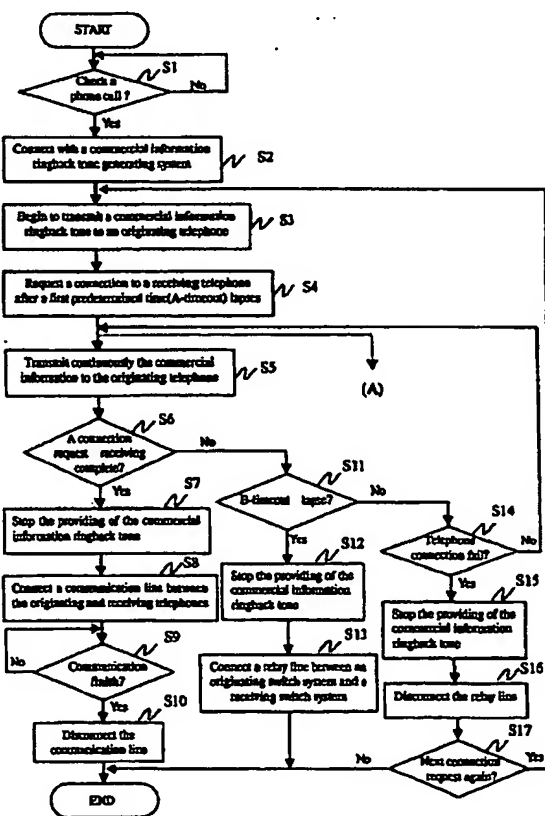 START
S1
Check a
phone call ?
No
Yes
Connect with a commercial information
ringback tone generating system
S2
Begin to transmit a commercial information
ringback tone to an originating telephone
S3
Request a connection to a receiving telephone
after a first predetermined time(A-timeout) lapses
S4
Transmit continuously the commercial
information to the originating telephone
S5
(A)
S6
A connection
request receiving
complete?
No
Yes
S7
Stop the providing of the commercial
information ringback tone
S8
Connect a communication line between
the originating and receiving telephones
S9
No
Communication
finish?
Yes
S10
Disconnect the
communication line
END
S11
B-timeout lapse?
No
Yes
S12
Stop the providing of the
commercial information
ringback tone
S13
Connect a relay line between an
originating switch system and a
receiving switch system
S14
Telephone
connection fail?
No
Yes
S15
Stop the providing of the
commercial information
ringback tone
S16
Disconnect the relay line
S17
Next connection
request again?
No
Yes